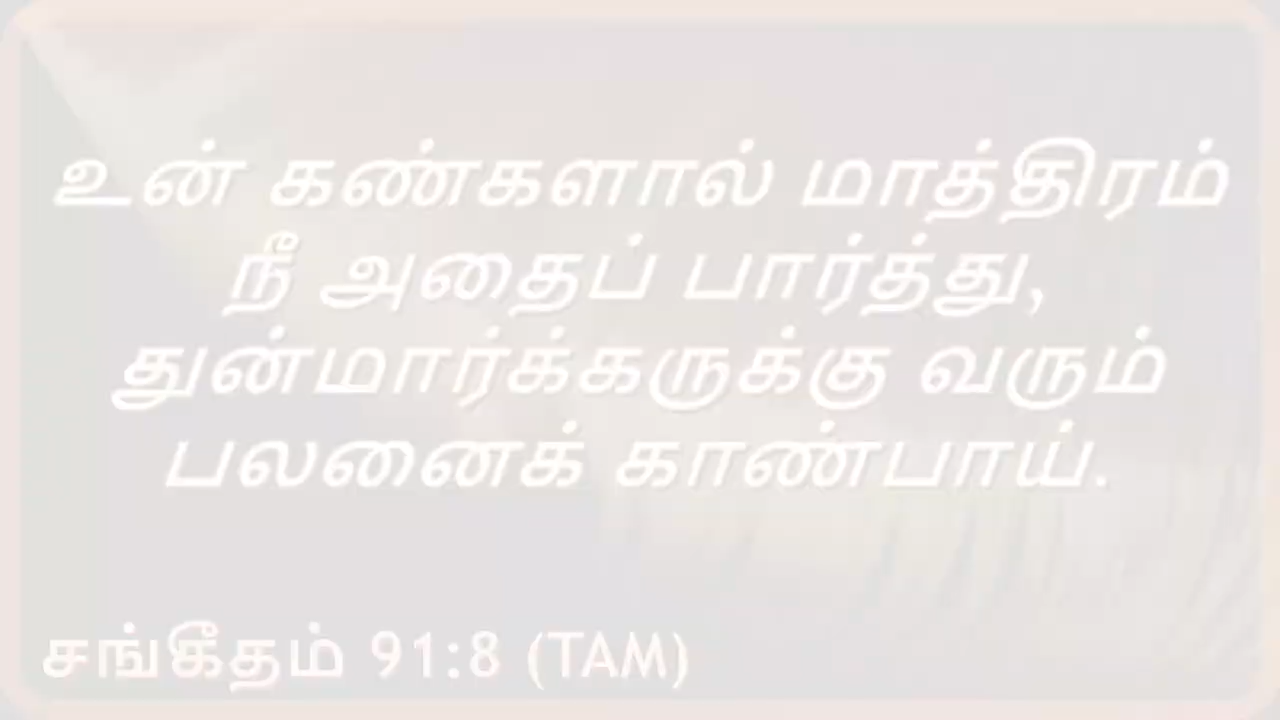 உன் கண்களால் மாத்திரம்
நீ அதைப் பார்த்து,
துன்மார்க்கருக்கு வரும்
பலனைக் காண்பாய்.
சங்கீதம் 91:8 (TAM)